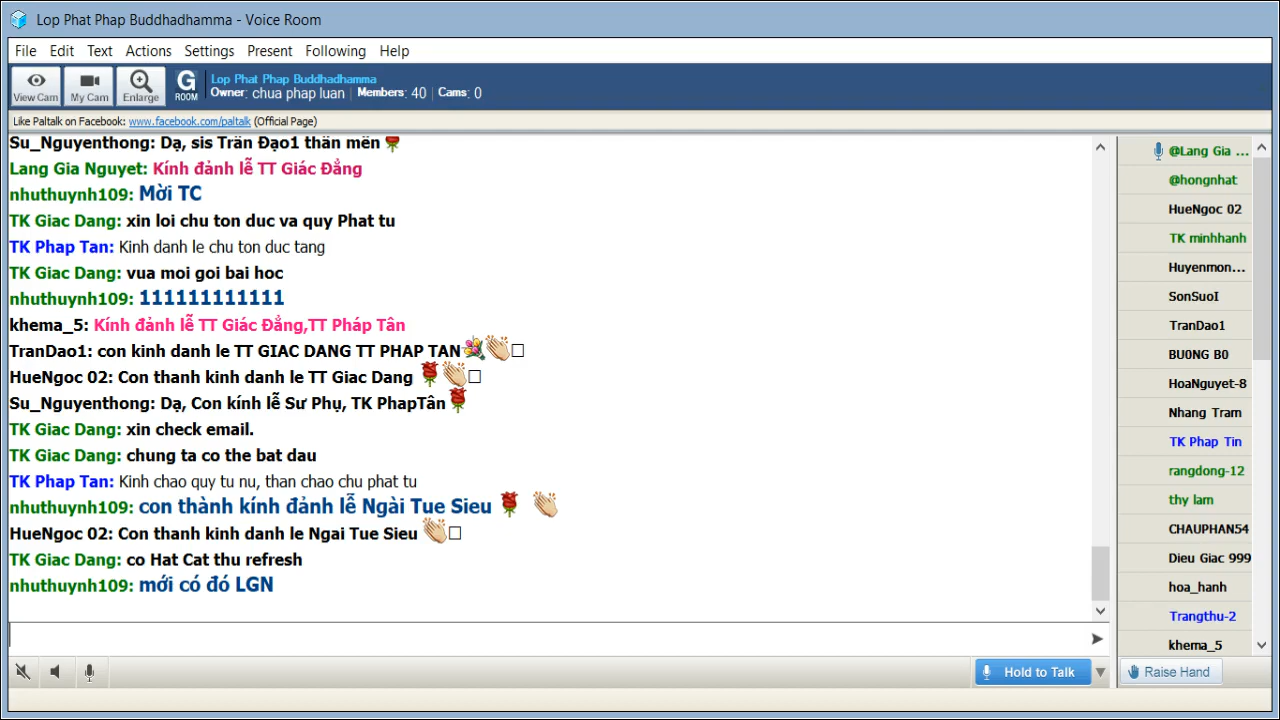 Lop Phat Phap Buddhadhamma - Voice Room
File Edit Text Actions Settings Present Following Help
View Cam My Cam Enlarge G ROOM
Lop Phat Phap Buddhadhamma
Owner: chua phap luan Members: 40 Cams: 0
Like Paltalk on Facebook: www.facebook.com/paltalk (Official Page)
Su_Nguyenthong: Dạ, sis Trần Đạo1 thân mến
Lang Gia Nguyet: Kính đảnh lễ TT Giác Đẳng
nhuthuynh109: Mời TC
TK Giac Dang: xin loi chu ton duc va quy Phat tu
TK Phap Tan: Kinh danh le chu ton duc tang
TK Giac Dang: vua moi goi bai hoc
nhuthuynh109: 111111111111
khema_5: Kính đảnh lễ TT Giác Đẳng,TT Pháp Tân
TranDao1: con kinh danh le TT GIAC DANG TT PHAP TAN
HueNgoc 02: Con thanh kinh danh le TT Giac Dang
Su_Nguyenthong: Dạ, Con kính lễ Sư Phụ, TK PhapTân
TK Giac Dang: xin check email.
TK Giac Dang: chung ta co the bat dau
TK Phap Tan: Kinh chao quy tu nu, than chao chu phat tu
nhuthuynh109: con thành kính đảnh lễ Ngài Tue Sieu
HueNgoc 02: Con thanh kinh danh le Ngai Tue Sieu
TK Giac Dang: co Hat Cat thu refresh
nhuthuynh109: mới có đó LGN
@Lang Gia ...
@hongnhat
HueNgoc 02
TK minhhanh
Huyenmon...
SonSuoI
TranDao1
BU0NG B0
HoaNguyet-8
Nhang Tram
TK Phap Tin
rangdong-12
thy lam
CHAUPHAN54
Dieu Giac 999
hoa_hanh
Trangthu-2
khema_5
Hold to Talk
Raise Hand